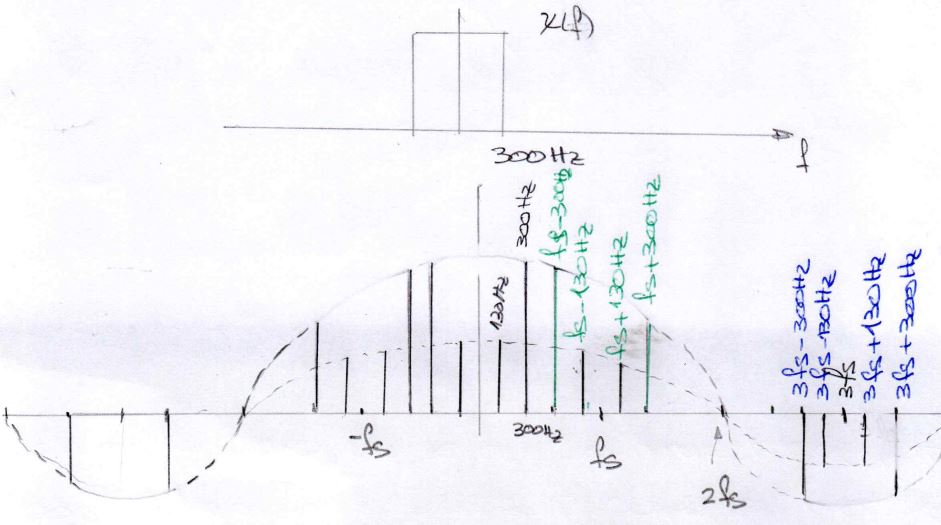 x(f)
300Hz
f
300Hz
fs-300Hz
fs-130Hz
fs+130Hz
fs+300Hz
130Hz
3fs-300Hz
3fs-130Hz
3fs
3fs+130Hz
3fs+300Hz
-fs
300Hz
fs
2fs